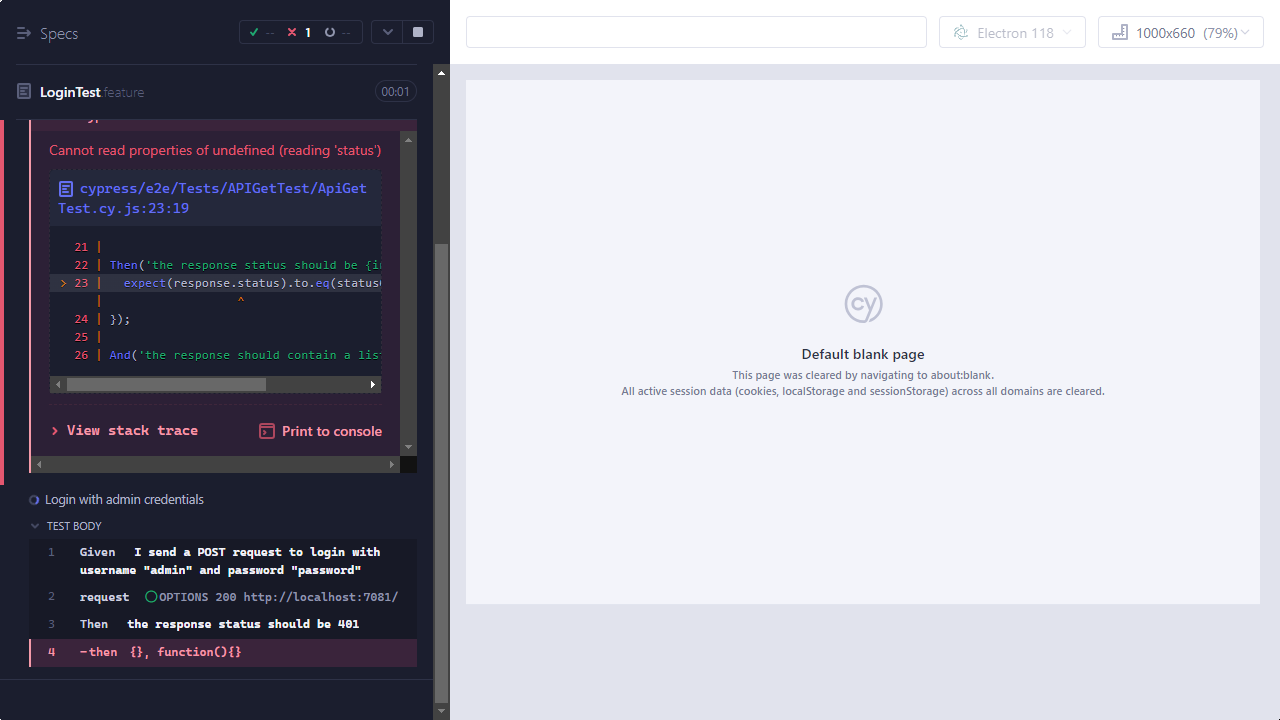 Specs
-- 1 --
Electron 118
1000x660 (79%)
LoginTest feature
00:01
Cannot read properties of undefined (reading 'status')
cypress/e2e/Tests/APIGetTest/ApiGet
Test.cy.js:23:19
21 |
22 | Then('the response status should be {in
> 23 |   expect(response.status).to.eq(status
|                    ^
24 | });
25 |
26 | And('the response should contain a lis
> View stack trace
Print to console
Login with admin credentials
TEST BODY
1 Given I send a POST request to login with
username "admin" and password "password"
2 request OPTIONS 200 http://localhost:7081/
3 Then the response status should be 401
4 -then {}, function(){}
cy
Default blank page
This page was cleared by navigating to about:blank.
All active session data (cookies, localStorage and sessionStorage) across all domains are cleared.